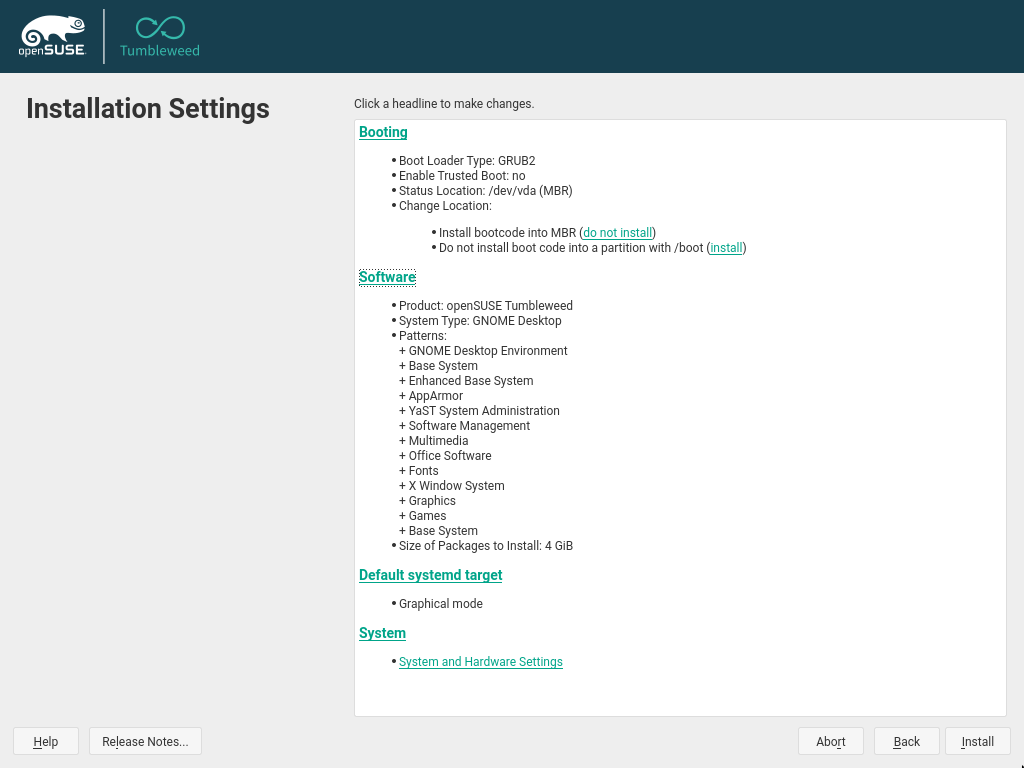 openSUSE
Tumbleweed
Installation Settings
Click a headline to make changes.
Booting
• Boot Loader Type: GRUB2
• Enable Trusted Boot: no
• Status Location: /dev/vda (MBR)
• Change Location:
• Install bootcode into MBR (do not install)
• Do not install boot code into a partition with /boot (install)
Software
• Product: openSUSE Tumbleweed
• System Type: GNOME Desktop
• Patterns:
+ GNOME Desktop Environment
+ Base System
+ Enhanced Base System
+ AppArmor
+ YaST System Administration
+ Software Management
+ Multimedia
+ Office Software
+ Fonts
+ X Window System
+ Graphics
+ Games
+ Base System
• Size of Packages to Install: 4 GiB
Default systemd target
• Graphical mode
System
• System and Hardware Settings
Help
Release Notes...
Abort
Back
Install